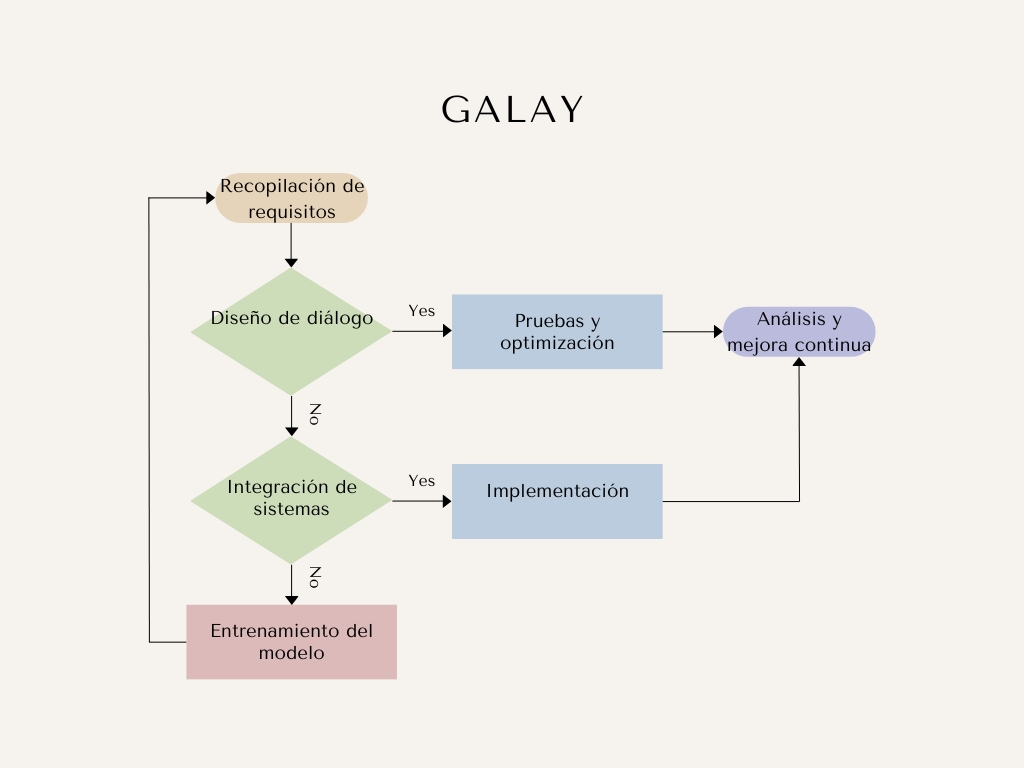 GALAY
Recopilación de
requisitos
Diseño de diálogo
Yes
Pruebas y
optimización
Análisis y
mejora continua
No
Integración de
sistemas
Yes
Implementación
No
Entrenamiento del
modelo